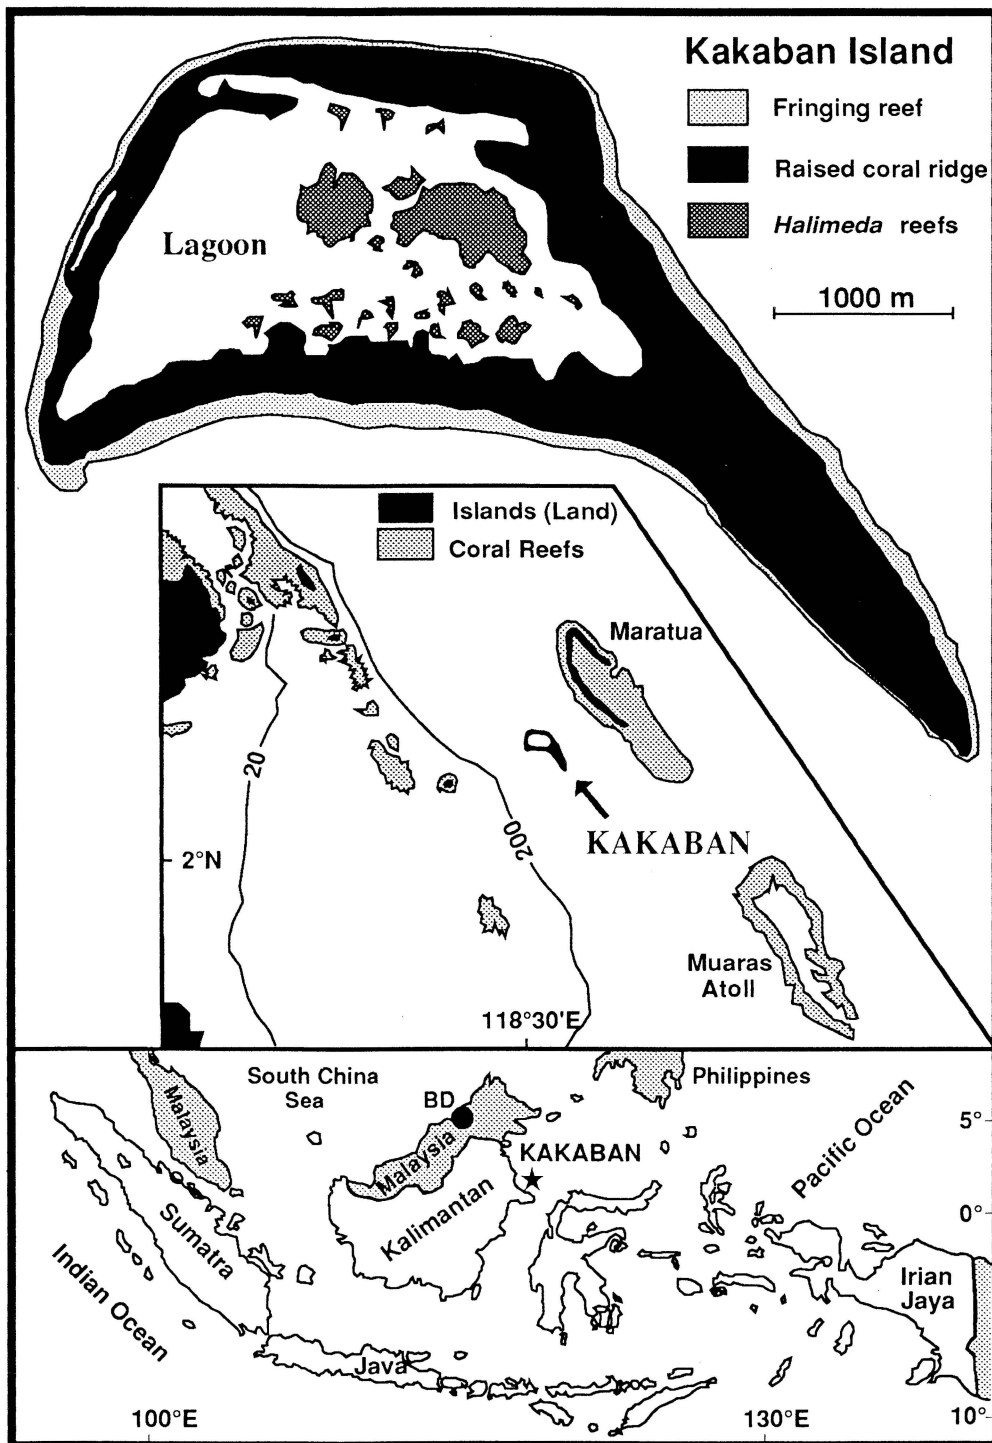 Kakaban Island
Fringing reef
Raised coral ridge
Halimeda reefs
Lagoon
1000 m
Islands (Land)
Coral Reefs
Maratua
20
200
KAKABAN
2°N
Muaras
Atoll
118°30'E
South China
Sea
Philippines
BD
Malaysia
Malaysia
KAKABAN
Pacific Ocean
5°
Kalimantan
Sumatra
0°
Indian Ocean
Irian
Jaya
Java
100°E
130°E
10°